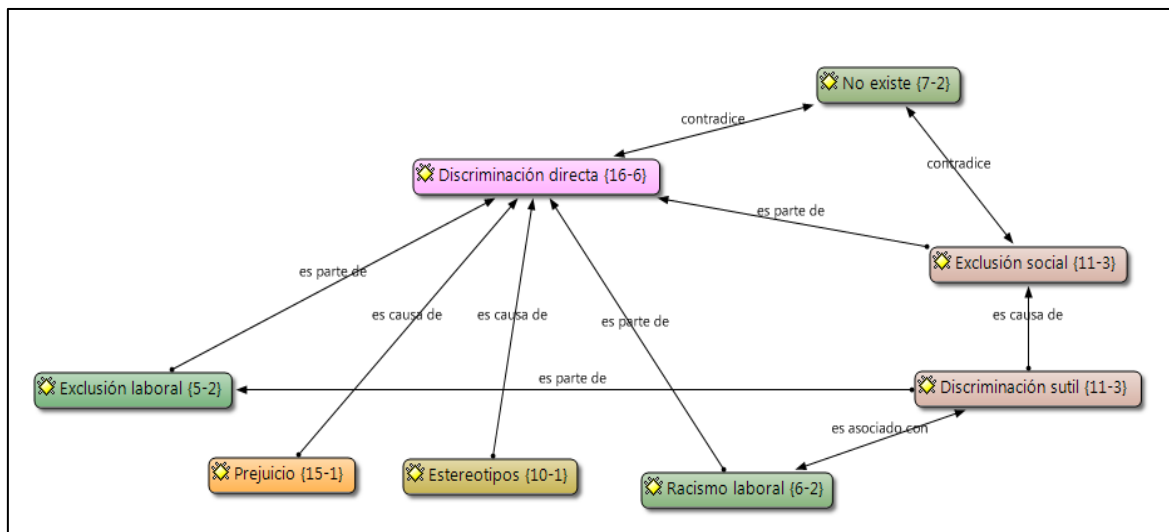 No existe {7-2}
contradice
contradice
Discriminación directa {16-6}
es parte de
Exclusión social {11-3}
es parte de
es causa de
es causa de
es parte de
es causa de
Exclusión laboral {5-2}
es parte de
Discriminación sutil {11-3}
es asociado con
Prejuicio {15-1}
Estereotipos {10-1}
Racismo laboral {6-2}